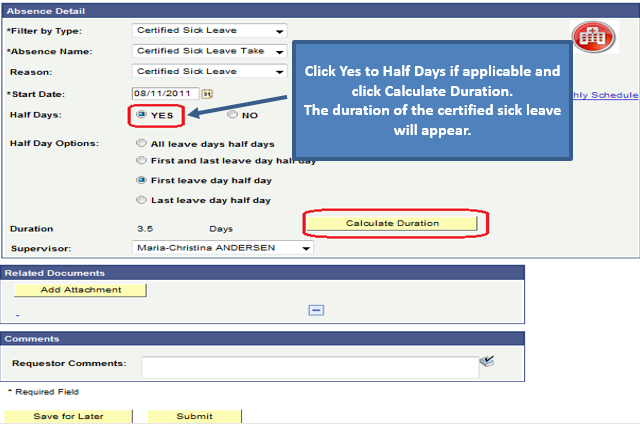 Absence Detail
*Filter by Type: Certified Sick Leave
*Absence Name: Certified Sick Leave Take
Reason: Certified Sick Leave
*Start Date: 08/11/2011
Half Days: YES NO
Click Yes to Half Days if applicable and
click Calculate Duration.
The duration of the certified sick leave
will appear.
hly Schedule
Half Day Options: All leave days half days
First and last leave day half day
First leave day half day
Last leave day half day
Duration 3.5 Days Calculate Duration
Supervisor: Maria-Christina ANDERSEN
Related Documents
Add Attachment
-
Comments
Requestor Comments:
* Required Field
Save for Later Submit